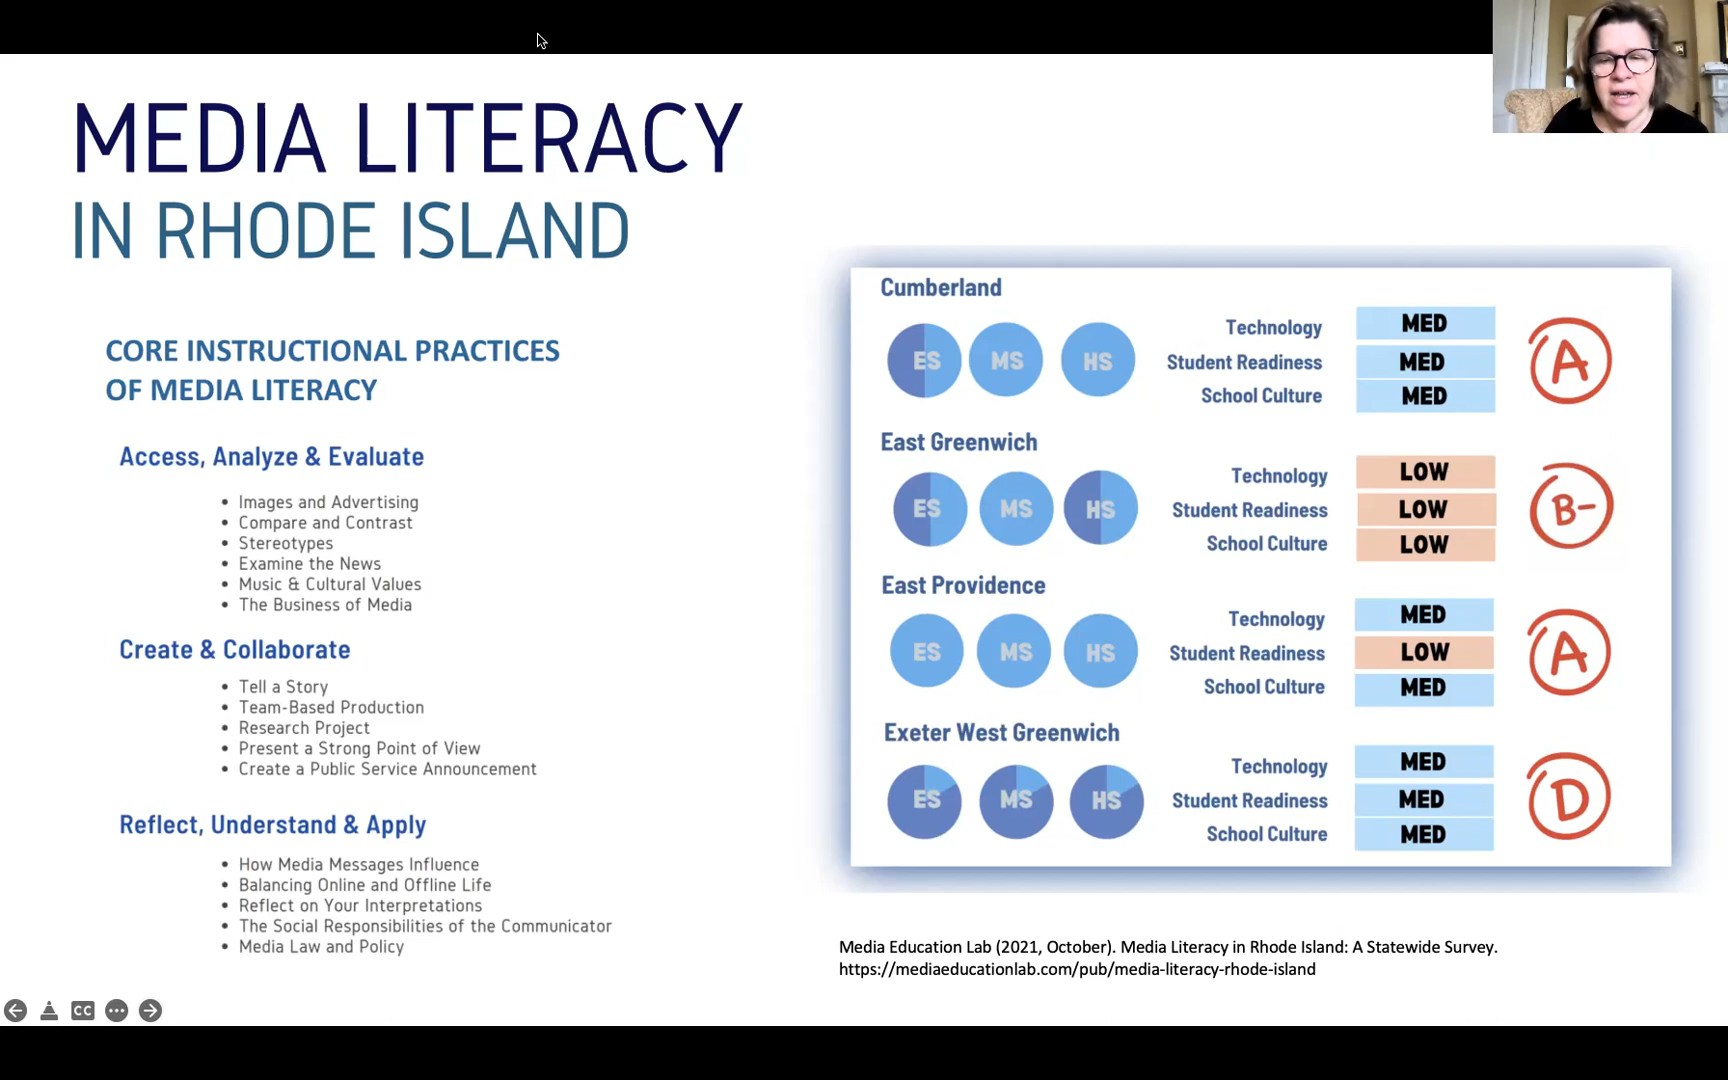 MEDIA LITERACY
IN RHODE ISLAND
CORE INSTRUCTIONAL PRACTICES
OF MEDIA LITERACY
Access, Analyze & Evaluate
• Images and Advertising
• Compare and Contrast
• Stereotypes
• Examine the News
• Music & Cultural Values
• The Business of Media
Create & Collaborate
• Tell a Story
• Team-Based Production
• Research Project
• Present a Strong Point of View
• Create a Public Service Announcement
Reflect, Understand & Apply
• How Media Messages Influence
• Balancing Online and Offline Life
• Reflect on Your Interpretations
• The Social Responsibilities of the Communicator
• Media Law and Policy
Cumberland
ES MS HS
Technology MED
Student Readiness MED
School Culture MED
A
East Greenwich
ES MS HS
Technology LOW
Student Readiness LOW
School Culture LOW
B-
East Providence
ES MS HS
Technology MED
Student Readiness LOW
School Culture MED
A
Exeter West Greenwich
ES MS HS
Technology MED
Student Readiness MED
School Culture MED
D
Media Education Lab (2021, October). Media Literacy in Rhode Island: A Statewide Survey.
https://mediaeducationlab.com/pub/media-literacy-rhode-island
CC